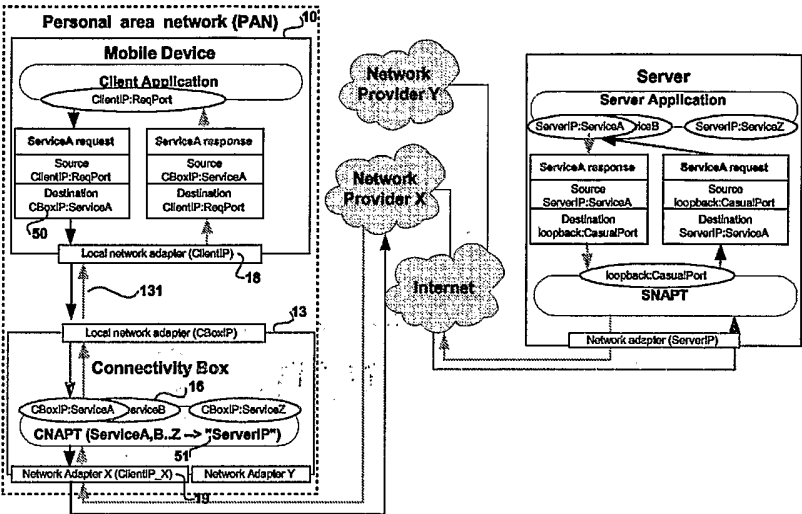 Personal area network (PAN)
10
Mobile Device
Client Application
ClientIP:ReqPort
ServiceA request
Source
ClientIP:ReqPort
Destination
CBoxIP:ServiceA
50
ServiceA response
Source
CBoxIP:ServiceA
Destination
ClientIP:ReqPort
Local network adapter (ClientIP)
18
131
Local network adapter (CBoxIP)
13
Connectivity Box
16
CBoxIP:ServiceA
erviceB
CBoxIP:ServiceZ
CNAPT (ServiceA,B..Z --> "ServerIP")
51
Network Adapter X (ClientIP_X)
Network Adapter Y
19
Network
Provider Y
Network
Provider X
Internet
Server
Server Application
ServerIP:ServiceA
iceB
ServerIP:ServiceZ
ServiceA response
Source
ServerIP:ServiceA
Destination
loopback:CasualPort
ServiceA request
Source
loopback:CasualPort
Destination
ServerIP:ServiceA
loopback:CasualPort
SNAPT
Network adapter (ServerIP)